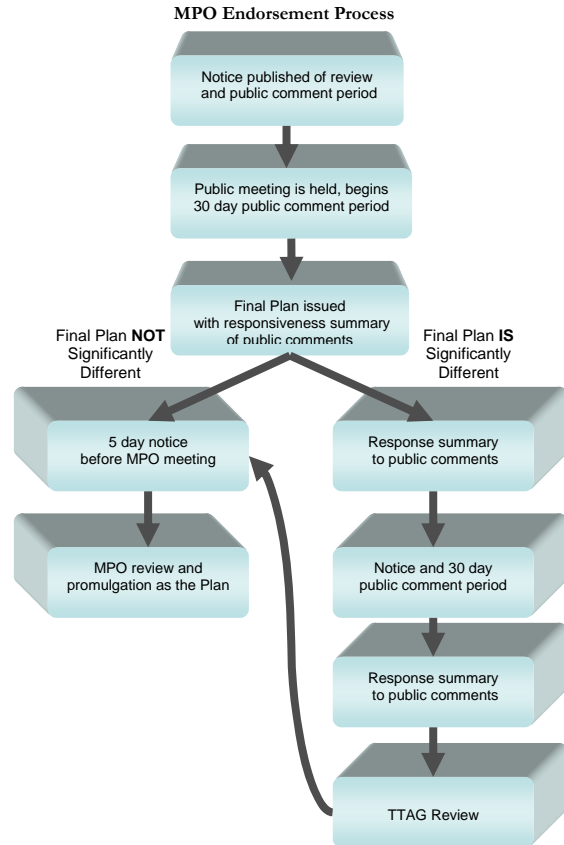 MPO Endorsement Process
Notice published of review
and public comment period
Public meeting is held, begins
30 day public comment period
Final Plan issued
with responsiveness summary
of public comments
Final Plan NOT
Significantly
Different
Final Plan IS
Significantly
Different
5 day notice
before MPO meeting
Response summary
to public comments
MPO review and
promulgation as the Plan
Notice and 30 day
public comment period
Response summary
to public comments
TTAG Review